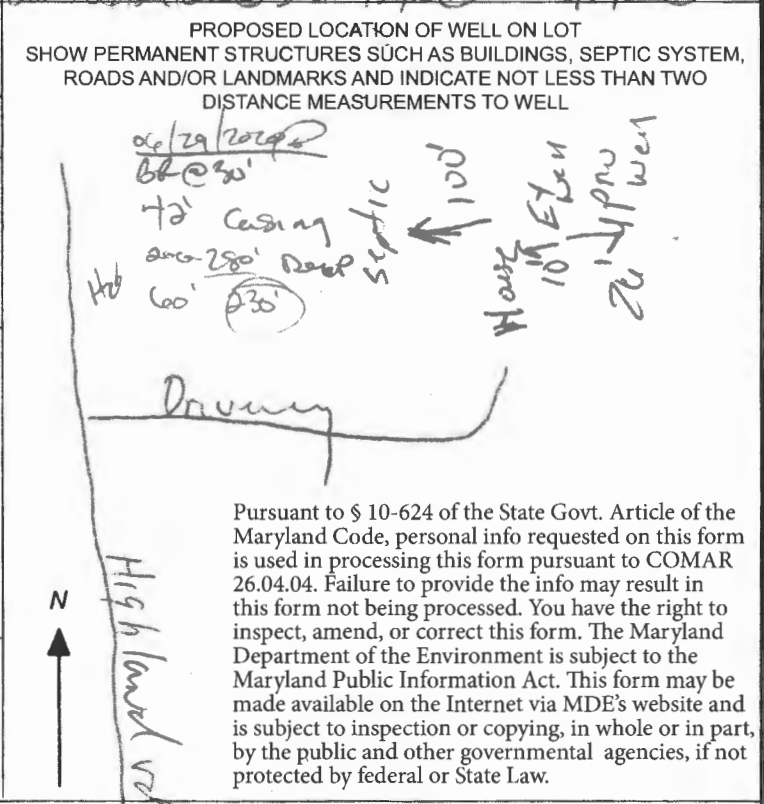 PROPOSED LOCATION OF WELL ON LOT
SHOW PERMANENT STRUCTURES SUCH AS BUILDINGS, SEPTIC SYSTEM,
ROADS AND/OR LANDMARKS AND INDICATE NOT LESS THAN TWO
DISTANCE MEASUREMENTS TO WELL
BR@30'
42' Casing
280' Deep
60' 230'
Septic
100'
House
10' Ex Well
Well
Driveway
Highland
N
Pursuant to § 10-624 of the State Govt. Article of the
Maryland Code, personal info requested on this form
is used in processing this form pursuant to COMAR
26.04.04. Failure to provide the info may result in
this form not being processed. You have the right to
inspect, amend, or correct this form. The Maryland
Department of the Environment is subject to the
Maryland Public Information Act. This form may be
made available on the Internet via MDE's website and
is subject to inspection or copying, in whole or in part,
by the public and other governmental agencies, if not
protected by federal or State Law.